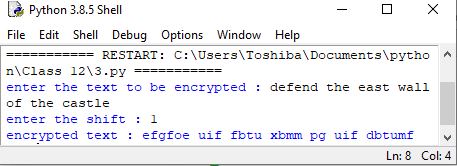 Python 3.8.5 Shell
File Edit Shell Debug Options Window Help
=========== RESTART: C:\Users\Toshiba\Documents\pytho
n\Class 12\3.py ===========
enter the text to be encrypted : defend the east wall
of the castle
enter the shift : 1
encrypted text : efgfoe uif fbtu xbmm pg uif dbtumf
Ln: 8 Col: 4